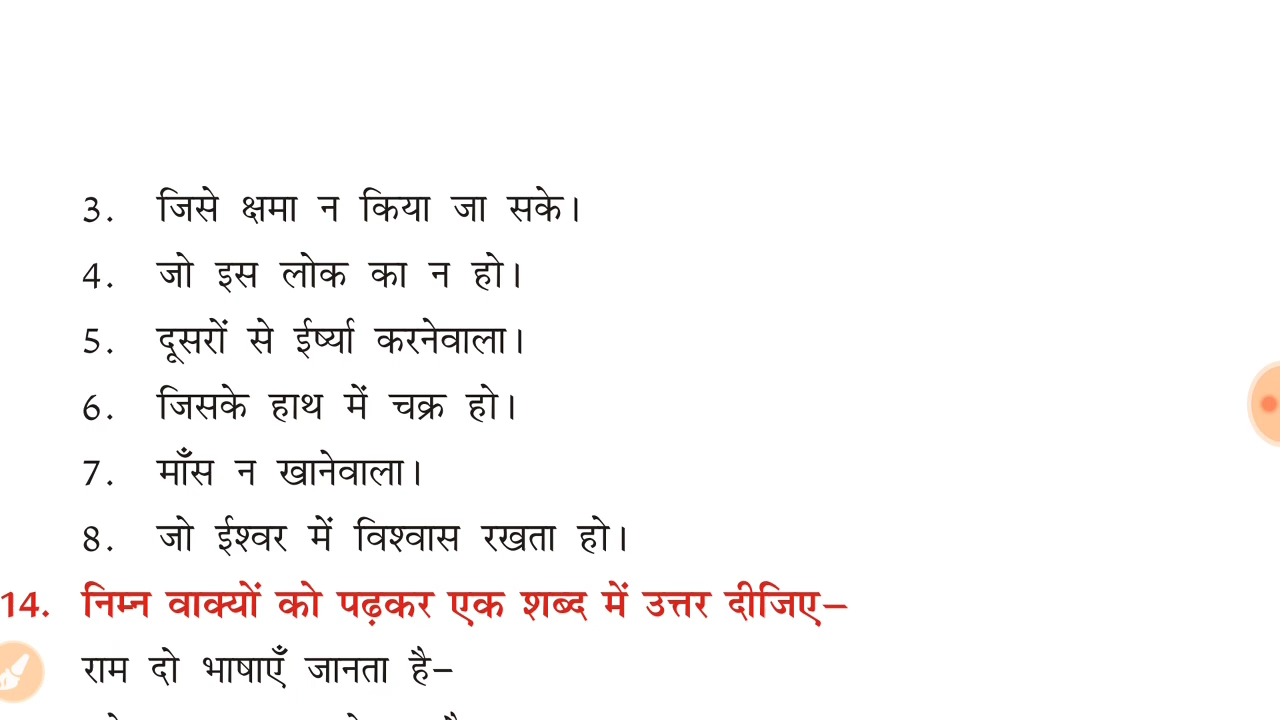 3. जिसे क्षमा न किया जा सके।
4. जो इस लोक का न हो।
5. दूसरों से ईर्ष्या करनेवाला।
6. जिसके हाथ में चक्र हो।
7. माँस न खानेवाला।
8. जो ईश्वर में विश्वास रखता हो।
14. निम्न वाक्यों को पढ़कर एक शब्द में उत्तर दीजिए–
राम दो भाषाएँ जानता है–